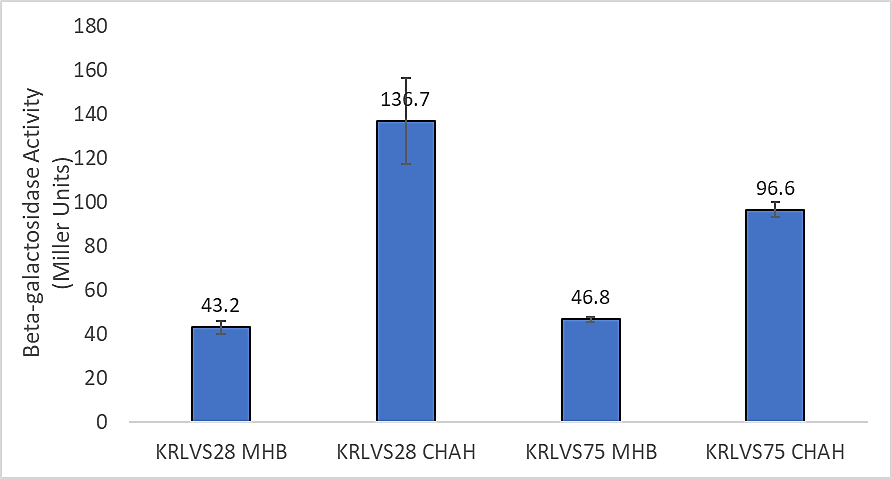 180
160
140
120
100
80
60
40
20
0
Beta-galactosidase Activity
(Miller Units)
43.2
136.7
46.8
96.6
KRLVS28 MHB
KRLVS28 CHAH
KRLVS75 MHB
KRLVS75 CHAH